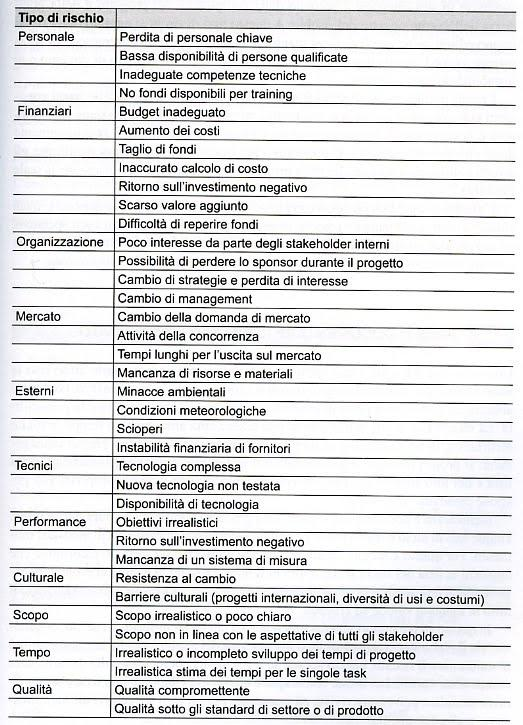 Tipo di rischio
Personale Perdita di personale chiave
Bassa disponibilità di persone qualificate
Inadeguate competenze tecniche
No fondi disponibili per training
Finanziari Budget inadeguato
Aumento dei costi
Taglio di fondi
Inaccurato calcolo di costo
Ritorno sull'investimento negativo
Scarso valore aggiunto
Difficoltà di reperire fondi
Organizzazione Poco interesse da parte degli stakeholder interni
Possibilità di perdere lo sponsor durante il progetto
Cambio di strategie e perdita di interesse
Cambio di management
Mercato Cambio della domanda di mercato
Attività della concorrenza
Tempi lunghi per l'uscita sul mercato
Mancanza di risorse e materiali
Esterni Minacce ambientali
Condizioni meteorologiche
Scioperi
Instabilità finanziaria di fornitori
Tecnici Tecnologia complessa
Nuova tecnologia non testata
Disponibilità di tecnologia
Performance Obiettivi irrealistici
Ritorno sull'investimento negativo
Mancanza di un sistema di misura
Culturale Resistenza al cambio
Barriere culturali (progetti internazionali, diversità di usi e costumi)
Scopo Scopo irrealistico o poco chiaro
Scopo non in linea con le aspettative di tutti gli stakeholder
Tempo Irrealistico o incompleto sviluppo dei tempi di progetto
Irrealistica stima dei tempi per le singole task
Qualità Qualità compromettente
Qualità sotto gli standard di settore o di prodotto